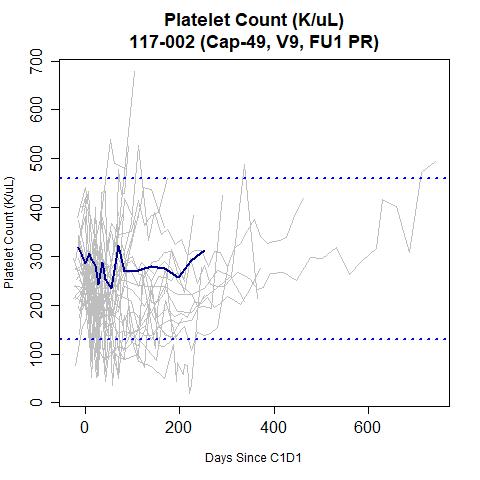 Platelet Count (K/uL)
117-002 (Cap-49, V9, FU1 PR)
Platelet Count (K/uL)
700
600
500
400
300
200
100
0
0 200 400 600
Days Since C1D1